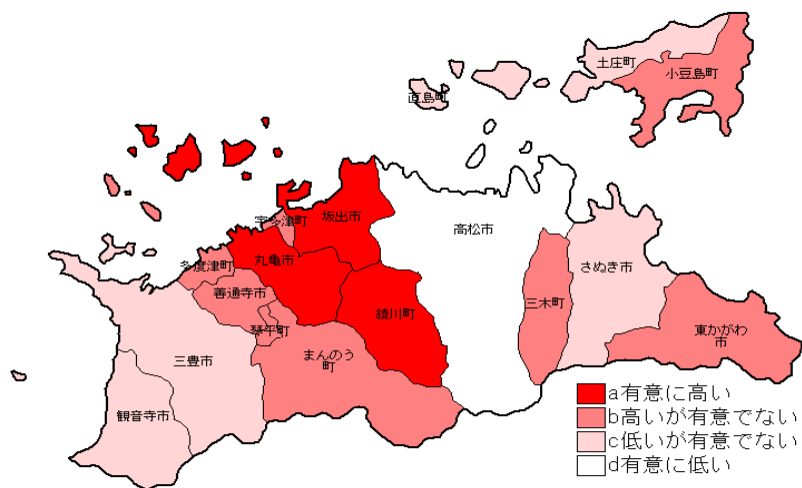 土庄町
小豆島町
直島町
宇多津町
坂出市
高松市
丸亀市
多度津町
さぬき市
善通寺市
綾川町
三木町
琴平町
東かがわ
市
まんのう
町
三豊市
観音寺市
a有意に高い
b高いが有意でない
c低いが有意でない
d有意に低い